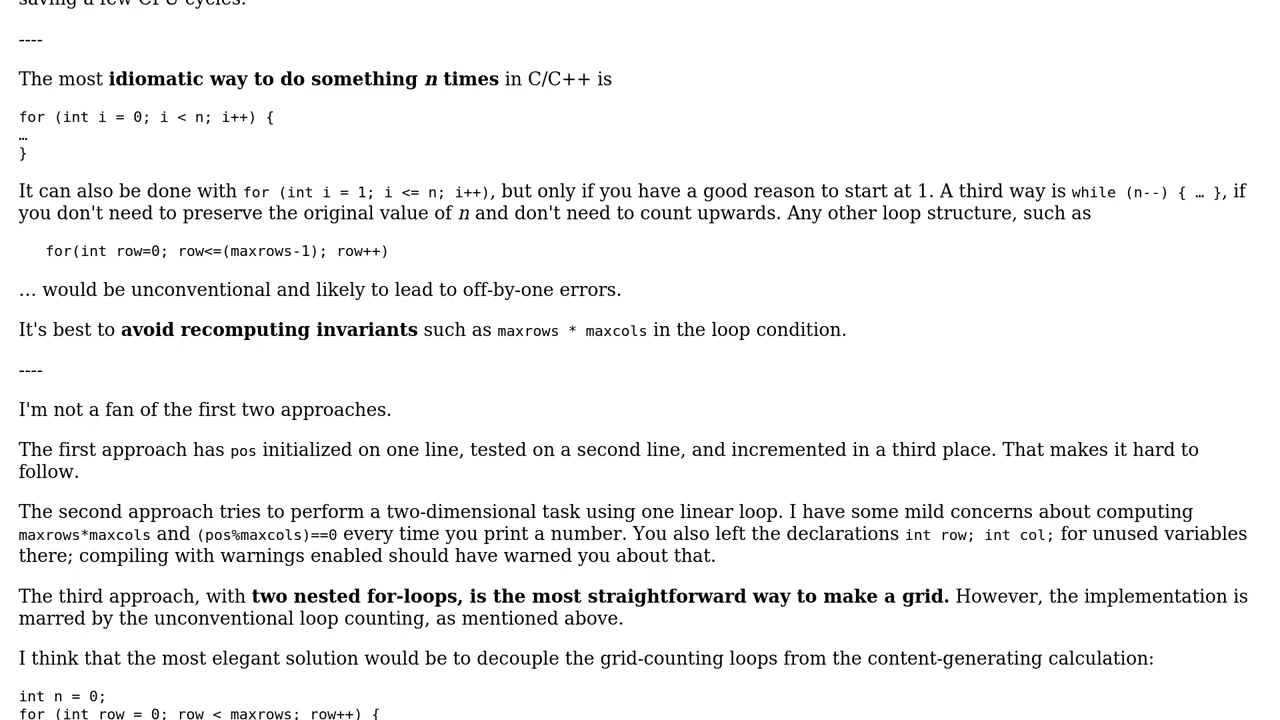 saving a few CPU cycles.
----
The most idiomatic way to do something n times in C/C++ is
for (int i = 0; i < n; i++) {
…
}
It can also be done with for (int i = 1; i <= n; i++), but only if you have a good reason to start at 1. A third way is while (n--) { … }, if
you don't need to preserve the original value of n and don't need to count upwards. Any other loop structure, such as
for(int row=0; row<=(maxrows-1); row++)
… would be unconventional and likely to lead to off-by-one errors.
It's best to avoid recomputing invariants such as maxrows * maxcols in the loop condition.
----
I'm not a fan of the first two approaches.
The first approach has pos initialized on one line, tested on a second line, and incremented in a third place. That makes it hard to
follow.
The second approach tries to perform a two-dimensional task using one linear loop. I have some mild concerns about computing
maxrows*maxcols and (pos%maxcols)==0 every time you print a number. You also left the declarations int row; int col; for unused variables
there; compiling with warnings enabled should have warned you about that.
The third approach, with two nested for-loops, is the most straightforward way to make a grid. However, the implementation is
marred by the unconventional loop counting, as mentioned above.
I think that the most elegant solution would be to decouple the grid-counting loops from the content-generating calculation:
int n = 0;
for (int row = 0; row < maxrows; row++) {